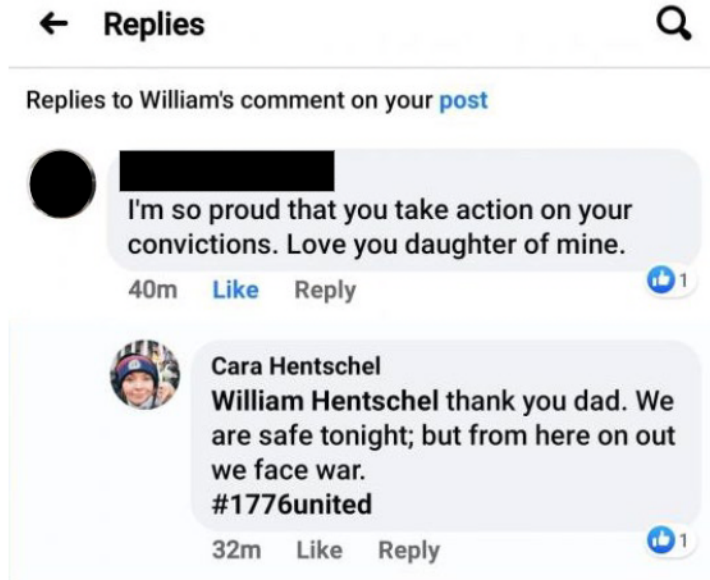 Replies
Replies to William's comment on your post
I'm so proud that you take action on your
convictions. Love you daughter of mine.
40m Like Reply
1
Cara Hentschel
William Hentschel thank you dad. We
are safe tonight; but from here on out
we face war.
#1776united
32m Like Reply
1